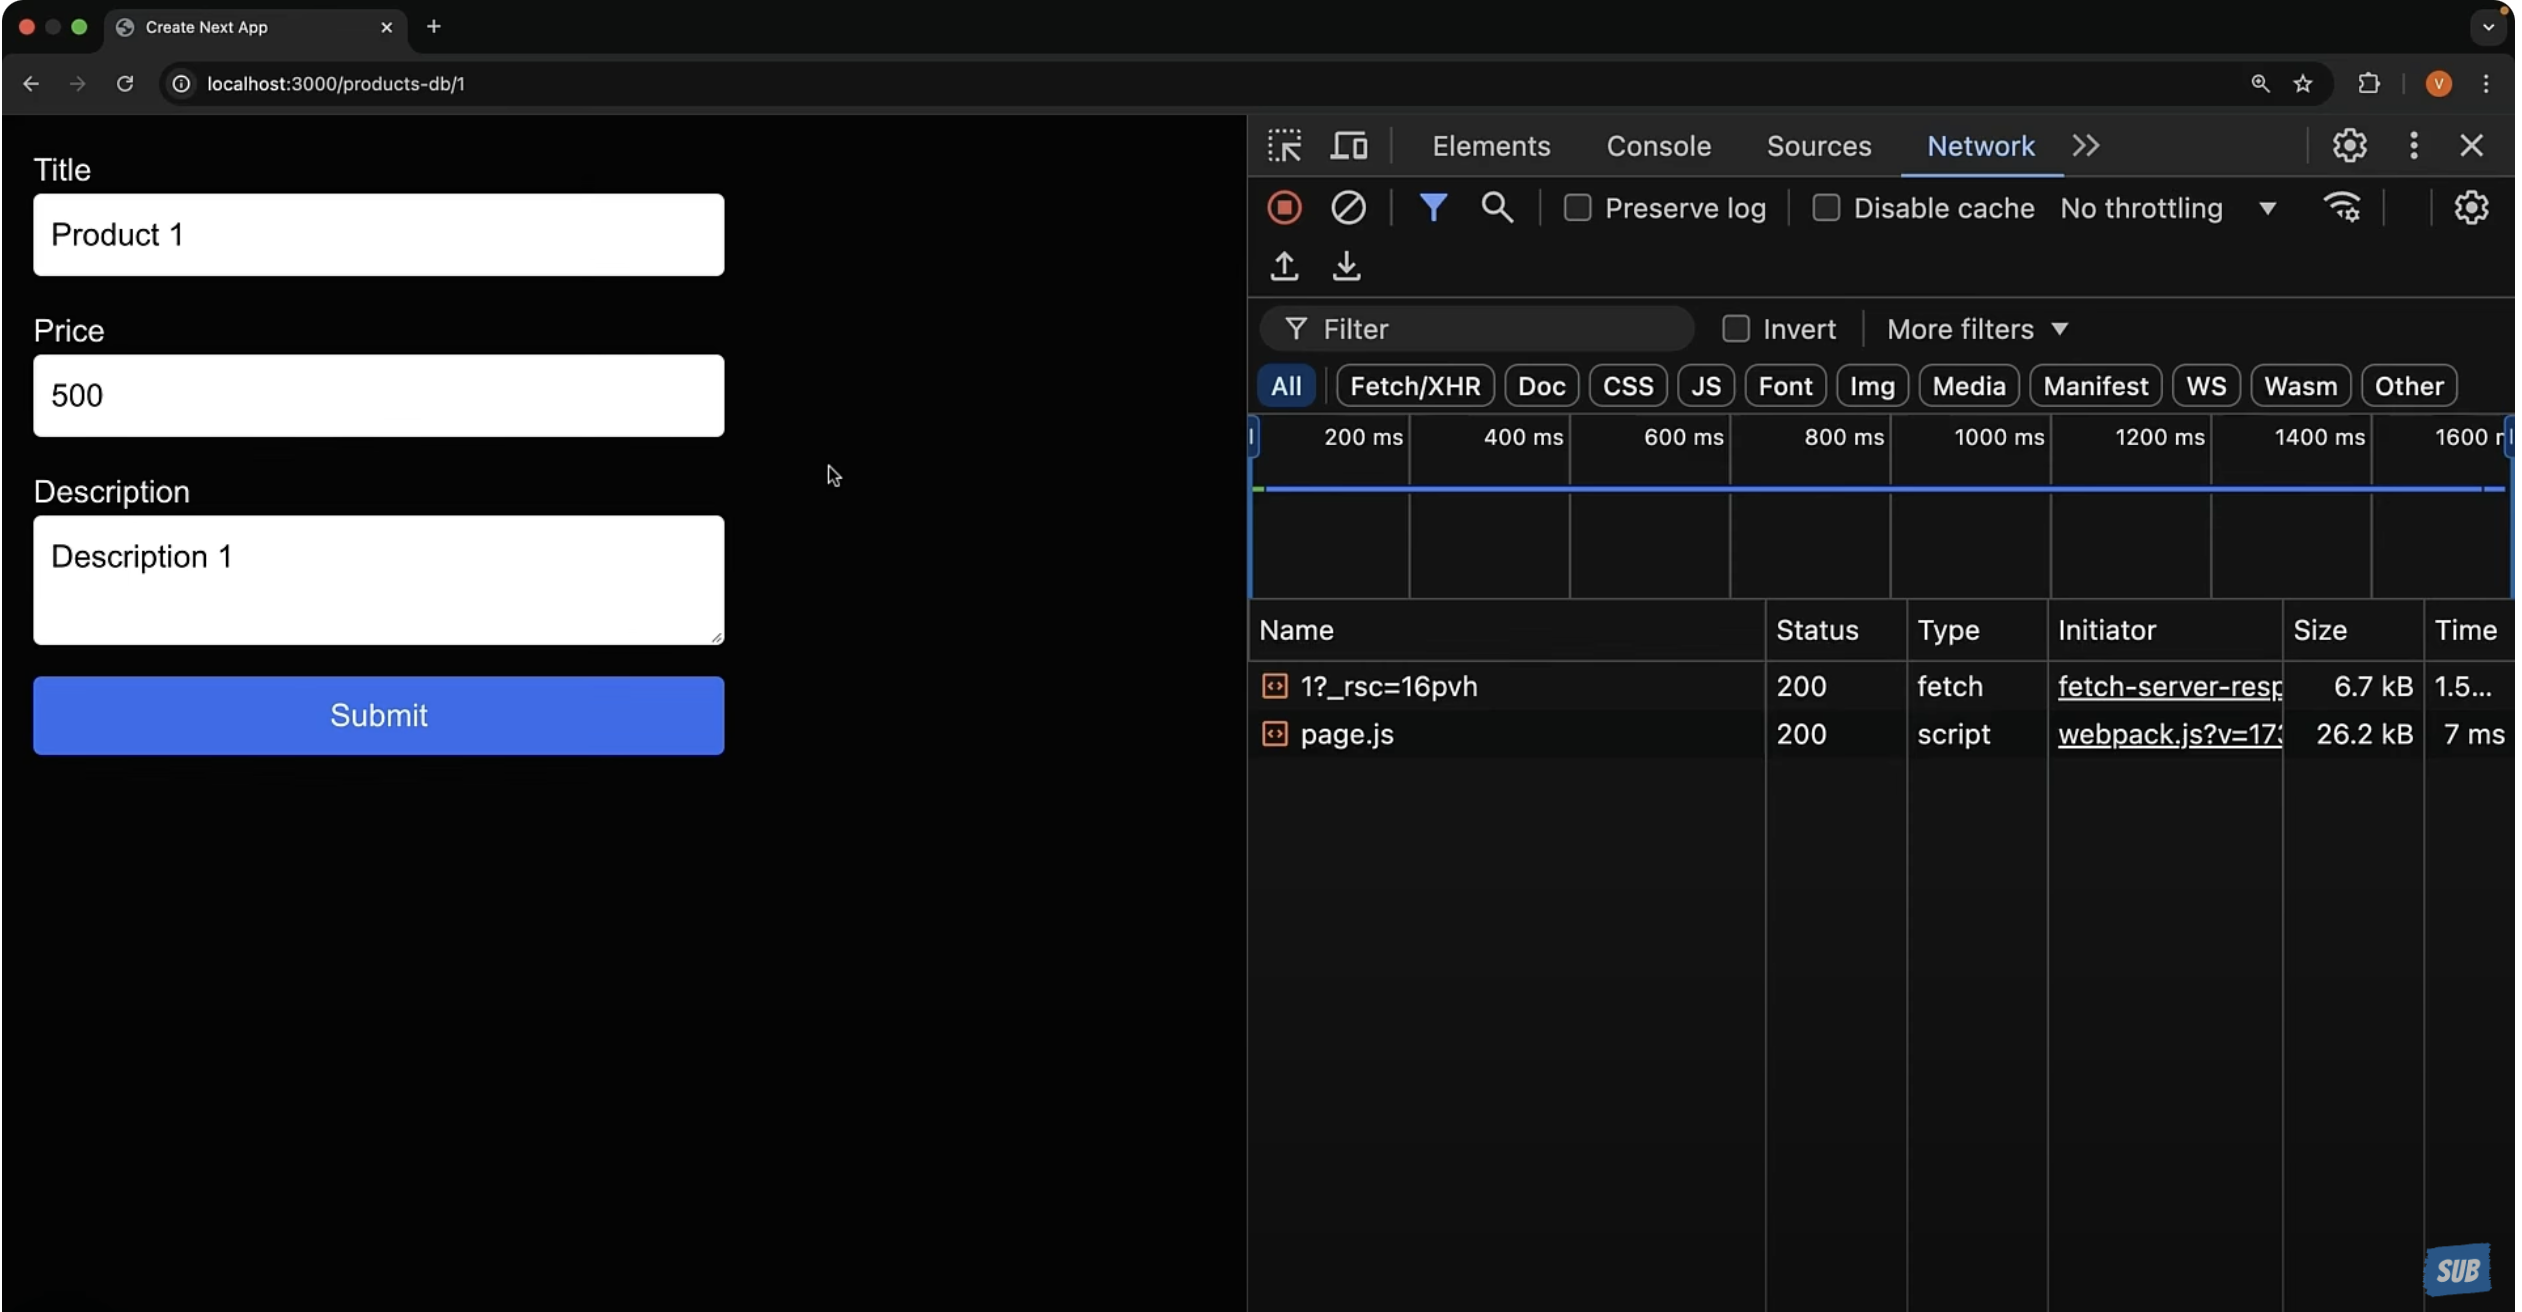 Create Next App
localhost:3000/products-db/1
V
Title
Product 1
Price
500
Description
Description 1
Submit
Elements Console Sources Network
Preserve log Disable cache No throttling
Filter Invert More filters
All Fetch/XHR Doc CSS JS Font Img Media Manifest WS Wasm Other
200 ms 400 ms 600 ms 800 ms 1000 ms 1200 ms 1400 ms 1600
Name Status Type Initiator Size Time
1?_rsc=16pvh 200 fetch fetch-server-resp 6.7 kB 1.5...
page.js 200 script webpack.js?v=173 26.2 kB 7 ms
SUB